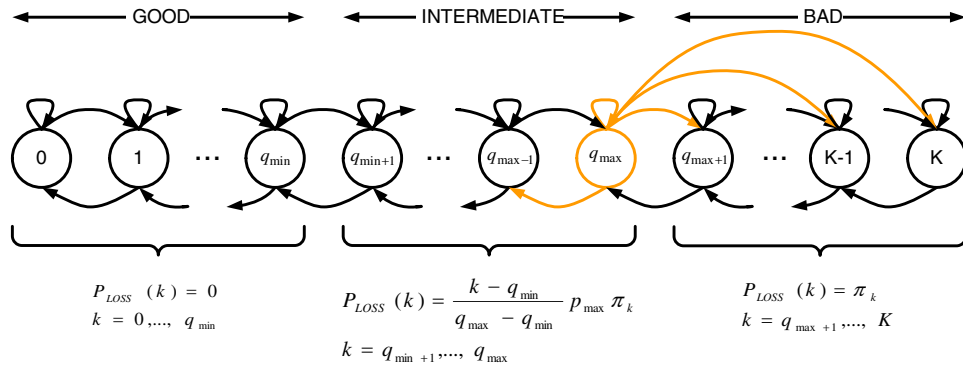 GOOD INTERMEDIATE BAD
0 1 ... q_min q_min+1 ... q_max−1 q_max q_max+1 ... K-1 K
P_LOSS (k) = 0
k = 0,..., q_min
P_LOSS (k) = \frac{k − q_min}{q_max − q_min} p_max π_k
k = q_min +1,..., q_max
P_LOSS (k) = π_k
k = q_max +1,..., K